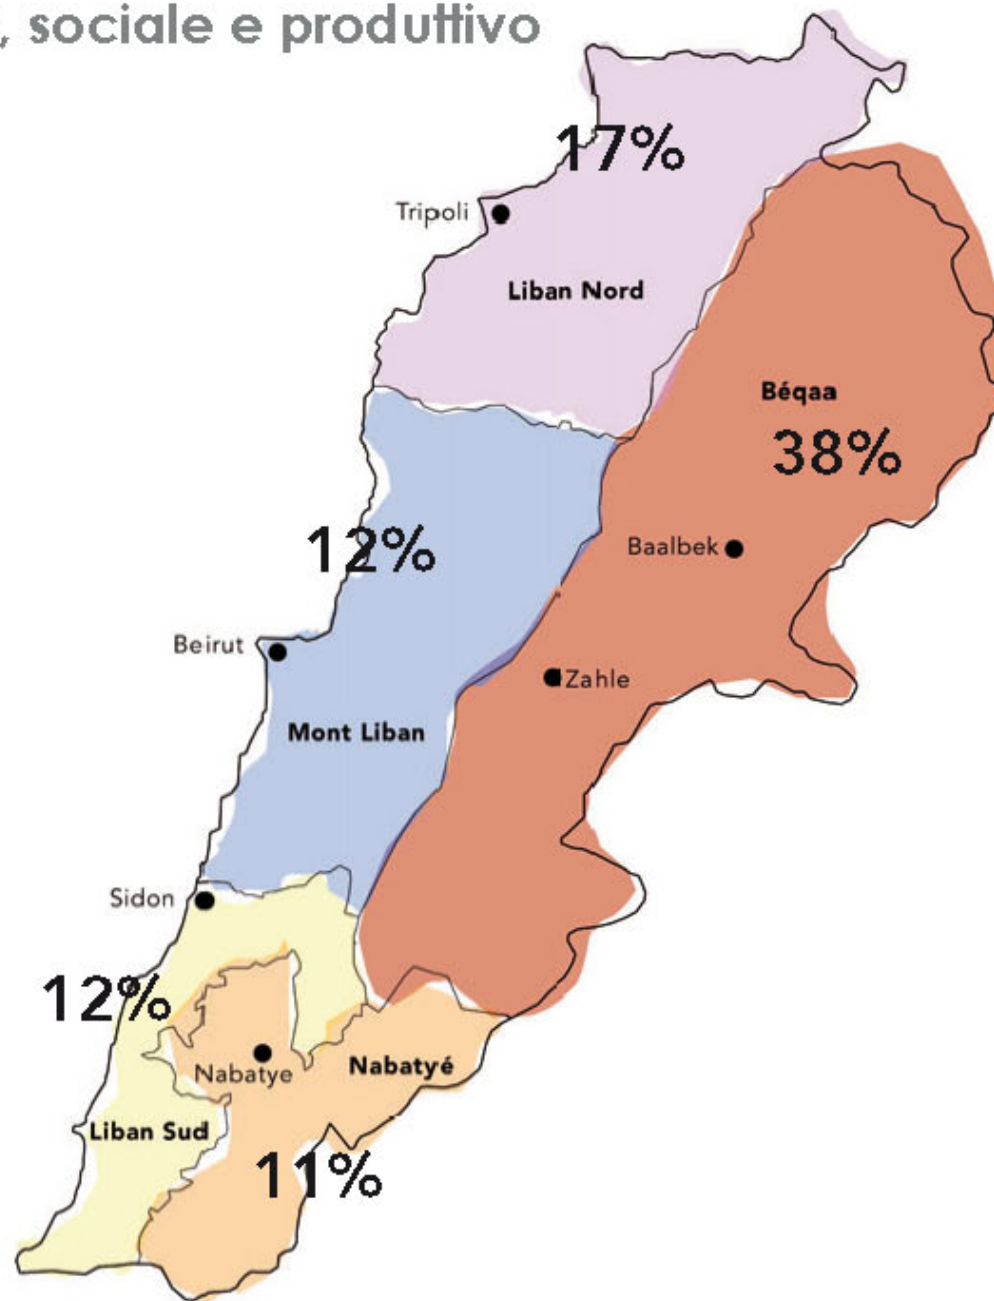 , sociale e produttivo
17%
Tripoli
Liban Nord
Béqaa
38%
12%
Baalbek
Beirut
Zahle
Mont Liban
Sidon
12%
Nabatye
Nabatyé
Liban Sud
11%